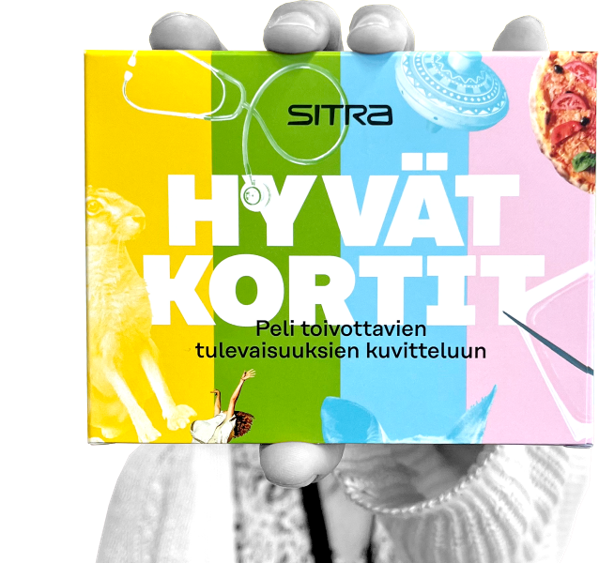 SITRA
HYVÄT
KORTIT
Peli toivottavien
tulevaisuuksien kuvitteluun